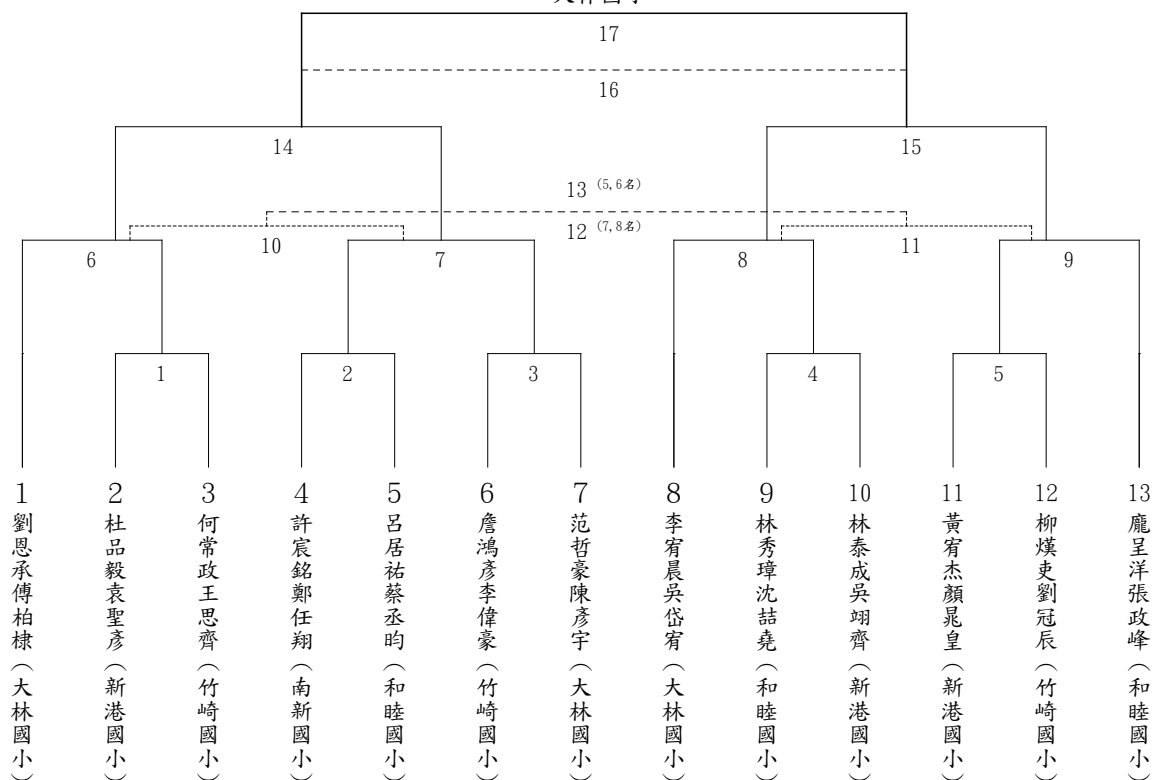 17
16
14
15
13 (5,6名)
12 (7,8名)
10
11
6
7
8
9
1
2
3
4
5
1 劉恩承傅柏棣(大林國小)
2 杜品毅袁聖彥(新港國小)
3 何常政王思齊(竹崎國小)
4 許宸銘鄭任翔(南新國小)
5 呂居祐蔡丞昀(和睦國小)
6 詹鴻彥李偉豪(竹崎國小)
7 范哲豪陳彥宇(大林國小)
8 李宥晨吳岱宥(大林國小)
9 林秀璋沈詰堯(和睦國小)
10 林泰成吳翊齊(新港國小)
11 黃宥杰顏晁皇(新港國小)
12 柳熯吏劉冠辰(竹崎國小)
13 龐呈洋張政峰(和睦國小)